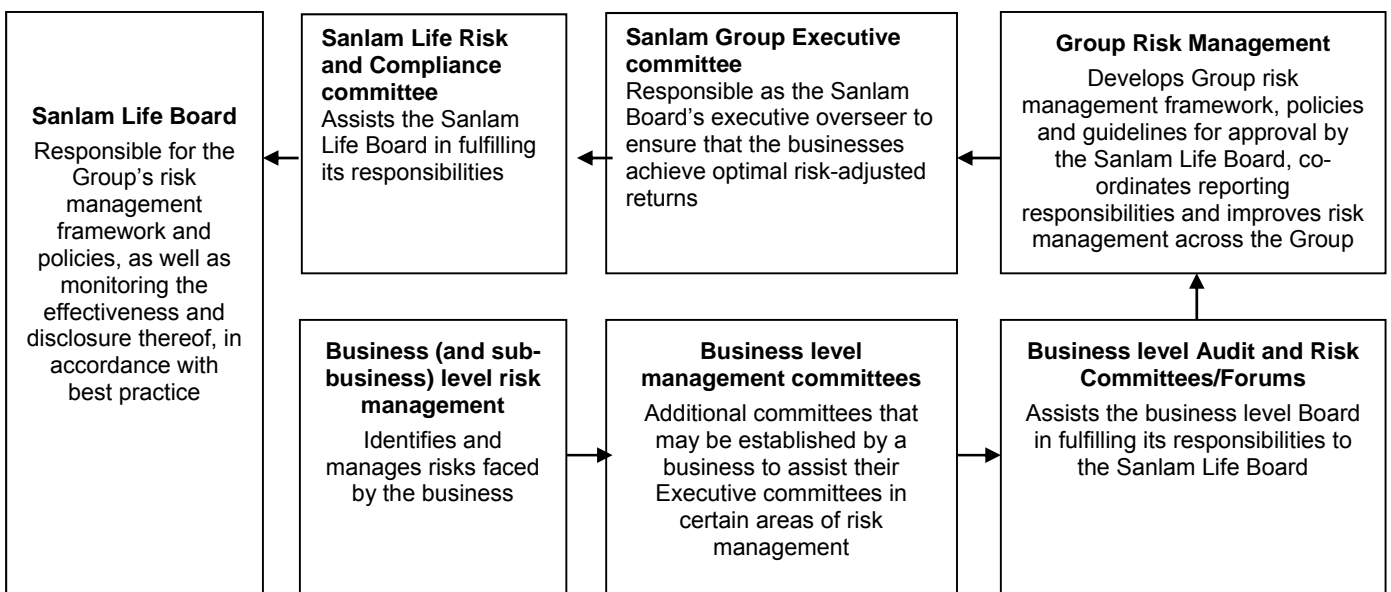 Sanlam Life Board
Responsible for the
Group's risk
management
framework and
policies, as well as
monitoring the
effectiveness and
disclosure thereof, in
accordance with
best practice
Sanlam Life Risk
and Compliance
committee
Assists the Sanlam
Life Board in fulfilling
its responsibilities
Sanlam Group Executive
committee
Responsible as the Sanlam
Board's executive overseer to
ensure that the businesses
achieve optimal risk-adjusted
returns
Group Risk Management
Develops Group risk
management framework, policies
and guidelines for approval by
the Sanlam Life Board, co-
ordinates reporting
responsibilities and improves risk
management across the Group
Business (and sub-
business) level risk
management
Identifies and
manages risks faced
by the business
Business level
management committees
Additional committees that
may be established by a
business to assist their
Executive committees in
certain areas of risk
management
Business level Audit and Risk
Committees/Forums
Assists the business level Board
in fulfilling its responsibilities to
the Sanlam Life Board